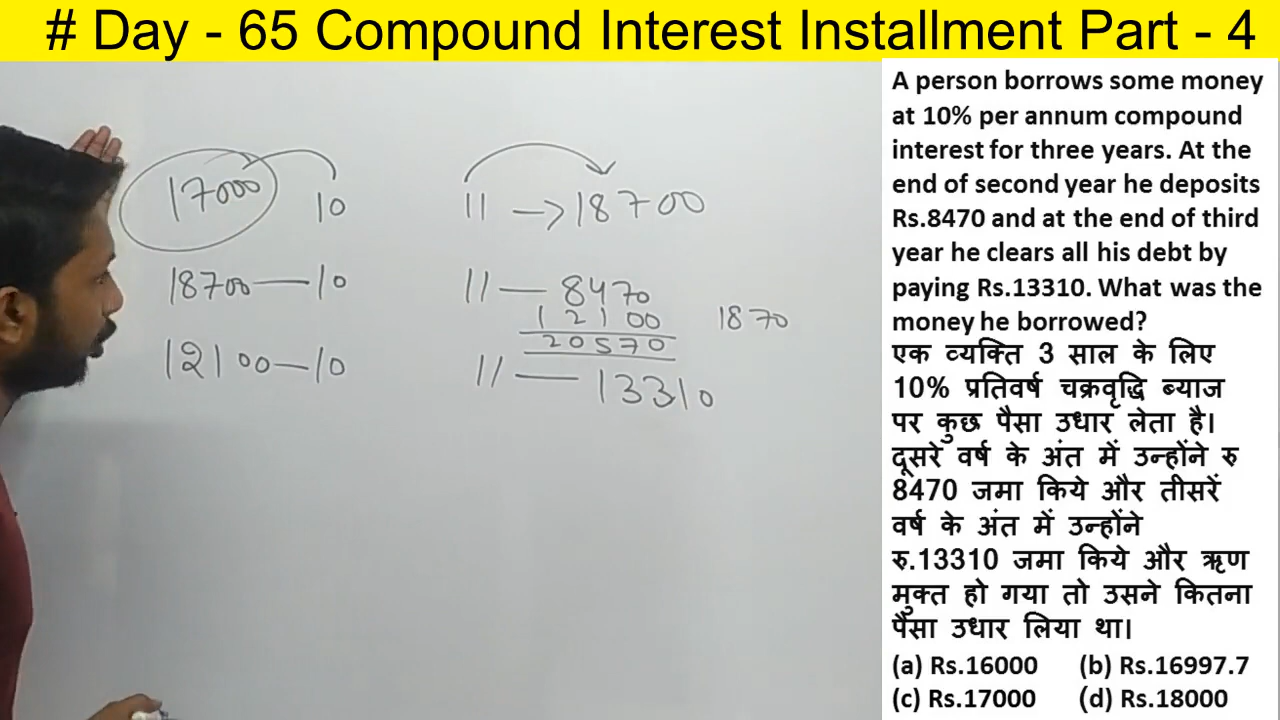 # Day - 65 Compound Interest Installment Part - 4
17000 10 11 → 18700
18700 — 10 11 — 8470
12100 1870
20570
12100 — 10 11 — 13310
A person borrows some money
at 10% per annum compound
interest for three years. At the
end of second year he deposits
Rs.8470 and at the end of third
year he clears all his debt by
paying Rs.13310. What was the
money he borrowed?
एक व्यक्ति 3 साल के लिए
10% प्रतिवर्ष चक्रवृद्धि ब्याज
पर कुछ पैसा उधार लेता है।
दूसरे वर्ष के अंत में उन्होंने रु
8470 जमा किये और तीसरें
वर्ष के अंत में उन्होंने
रु.13310 जमा किये और ऋण
मुक्त हो गया तो उसने कितना
पैसा उधार लिया था।
(a) Rs.16000 (b) Rs.16997.7
(c) Rs.17000 (d) Rs.18000